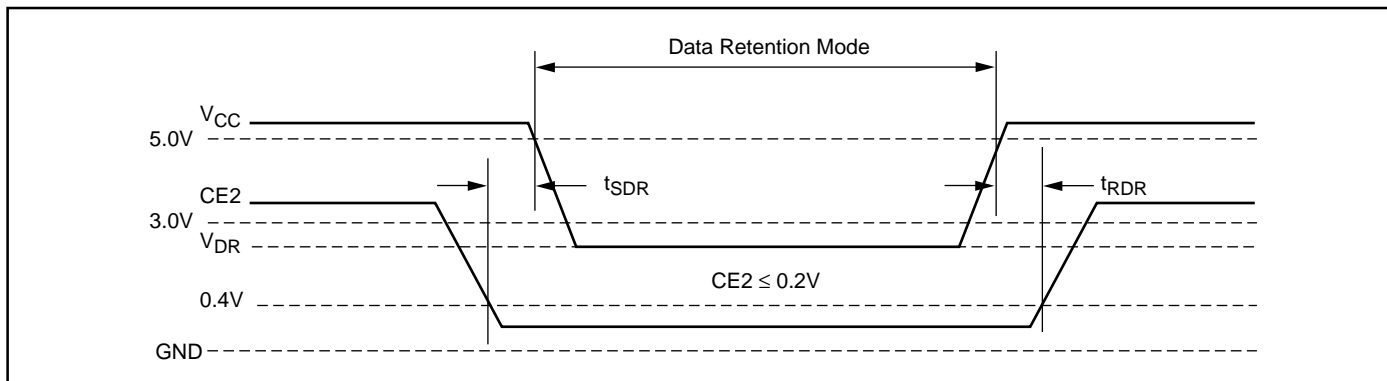 Data Retention Mode
VCC
5.0V
tSDR
tRDR
CE2
3.0V
VDR
CE2 ≤ 0.2V
0.4V
GND